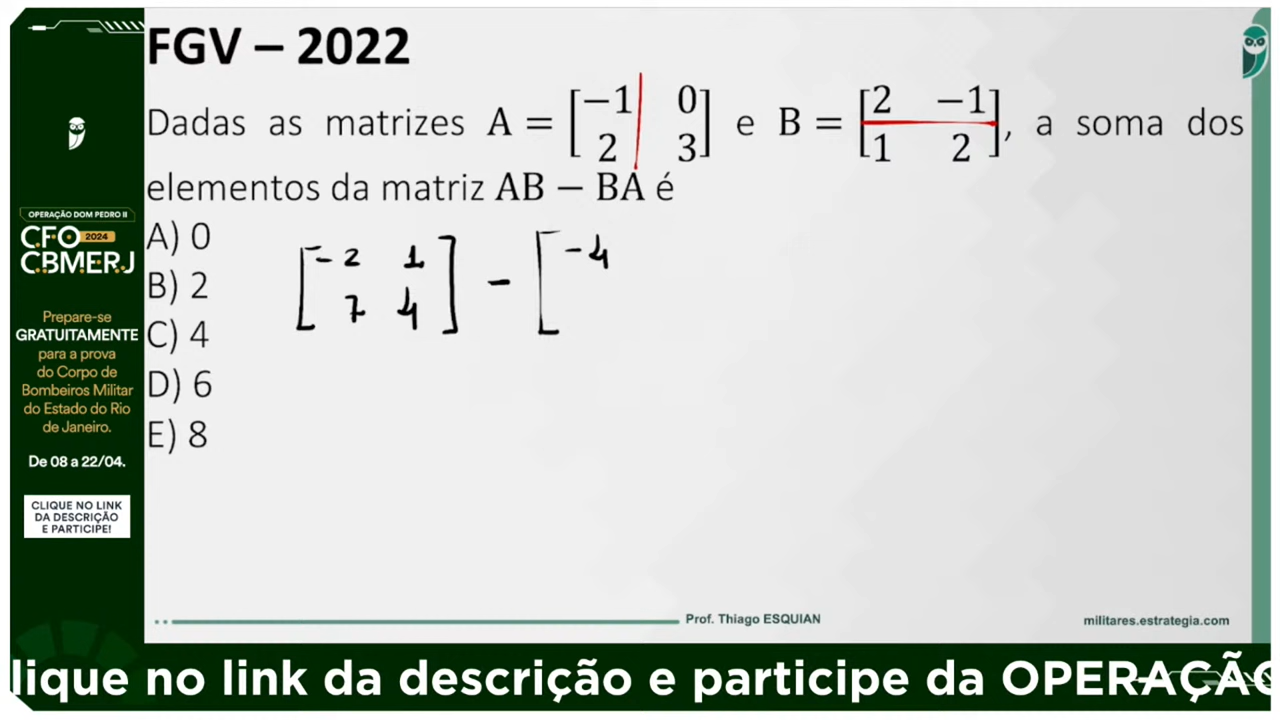 FGV – 2022
Dadas as matrizes A = [−1 0
2 3] e B = [2 −1
1 2], a soma dos
elementos da matriz AB − BA é
A) 0
B) 2
C) 4
D) 6
E) 8
[−2 1
7 4] − [−4
OPERAÇÃO DOM PEDRO II
CFO 2024
CBMERJ
Prepare-se
GRATUITAMENTE
para a prova
do Corpo de
Bombeiros Militar
do Estado do Rio
de Janeiro.
De 08 a 22/04.
CLIQUE NO LINK
DA DESCRIÇÃO
E PARTICIPE!
Prof. Thiago ESQUIAN
militares.estrategia.com
lique no link da descrição e participe da OPERAÇÃO